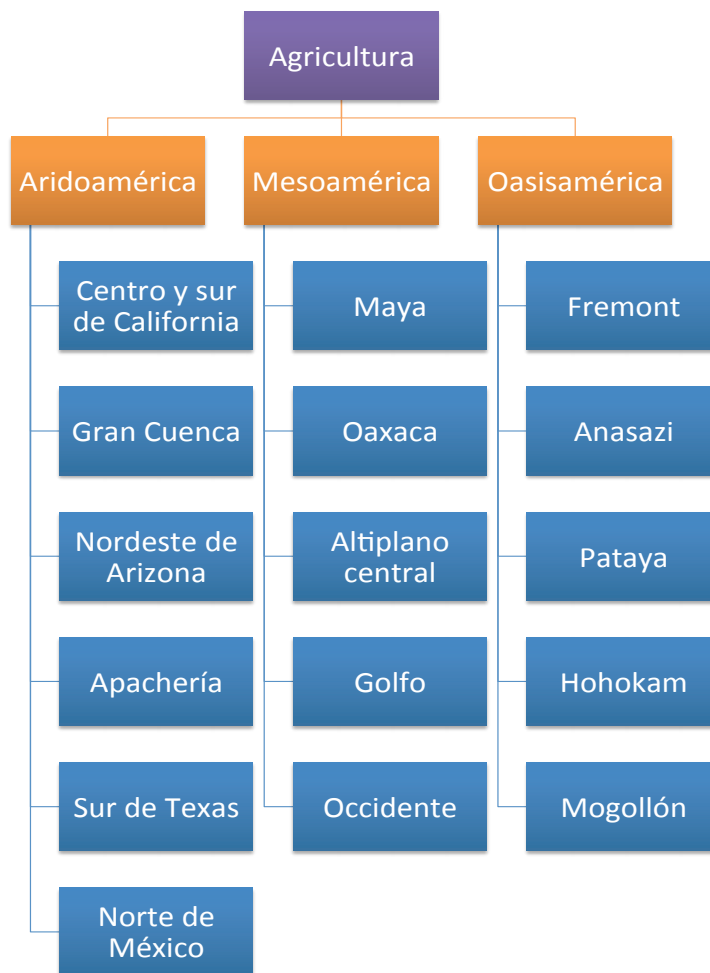 Agricultura
Aridoamérica
Centro y sur
de California
Gran Cuenca
Nordeste de
Arizona
Apachería
Sur de Texas
Norte de
México
Mesoamérica
Maya
Oaxaca
Altiplano
central
Golfo
Occidente
Oasisamérica
Fremont
Anasazi
Pataya
Hohokam
Mogollón